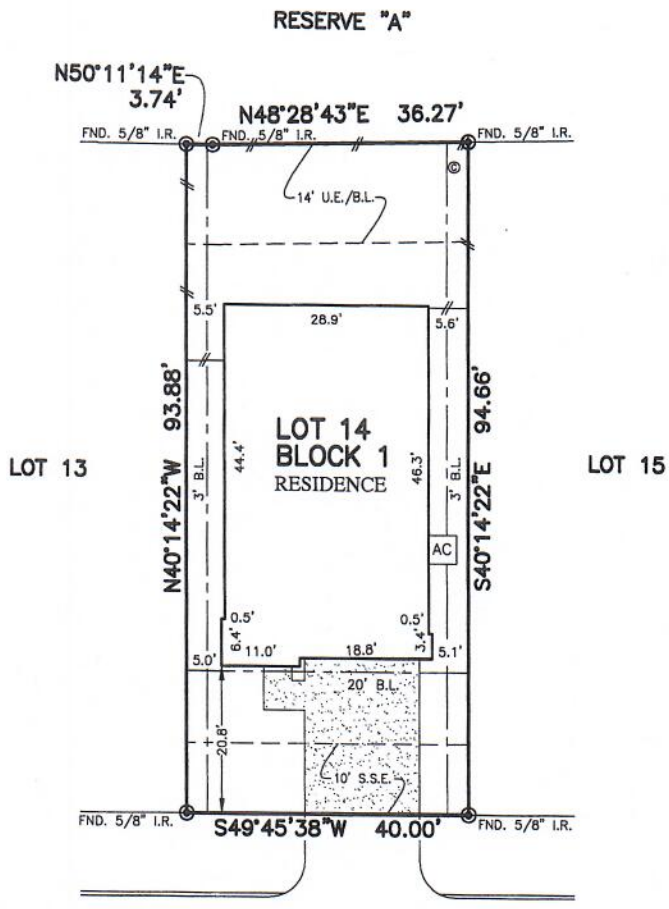 RESERVE "A"
N50°11'14"E
3.74'
N48°28'43"E 36.27'
FND. 5/8" I.R.
FND. 5/8" I.R.
FND. 5/8" I.R.
©
14' U.E./B.L.
5.5'
28.9'
5.6'
N40°14'22"W 93.88'
3' B.L.
44.4'
LOT 14
BLOCK 1
RESIDENCE
46.3'
3' B.L.
S40°14'22"E 94.66'
LOT 13
LOT 15
AC
0.5'
6.4'
0.5'
3.4'
5.0'
11.0'
18.8'
5.1'
20' B.L.
20.8'
10' S.S.E.
FND. 5/8" I.R.
S49°45'38"W 40.00'
FND. 5/8" I.R.